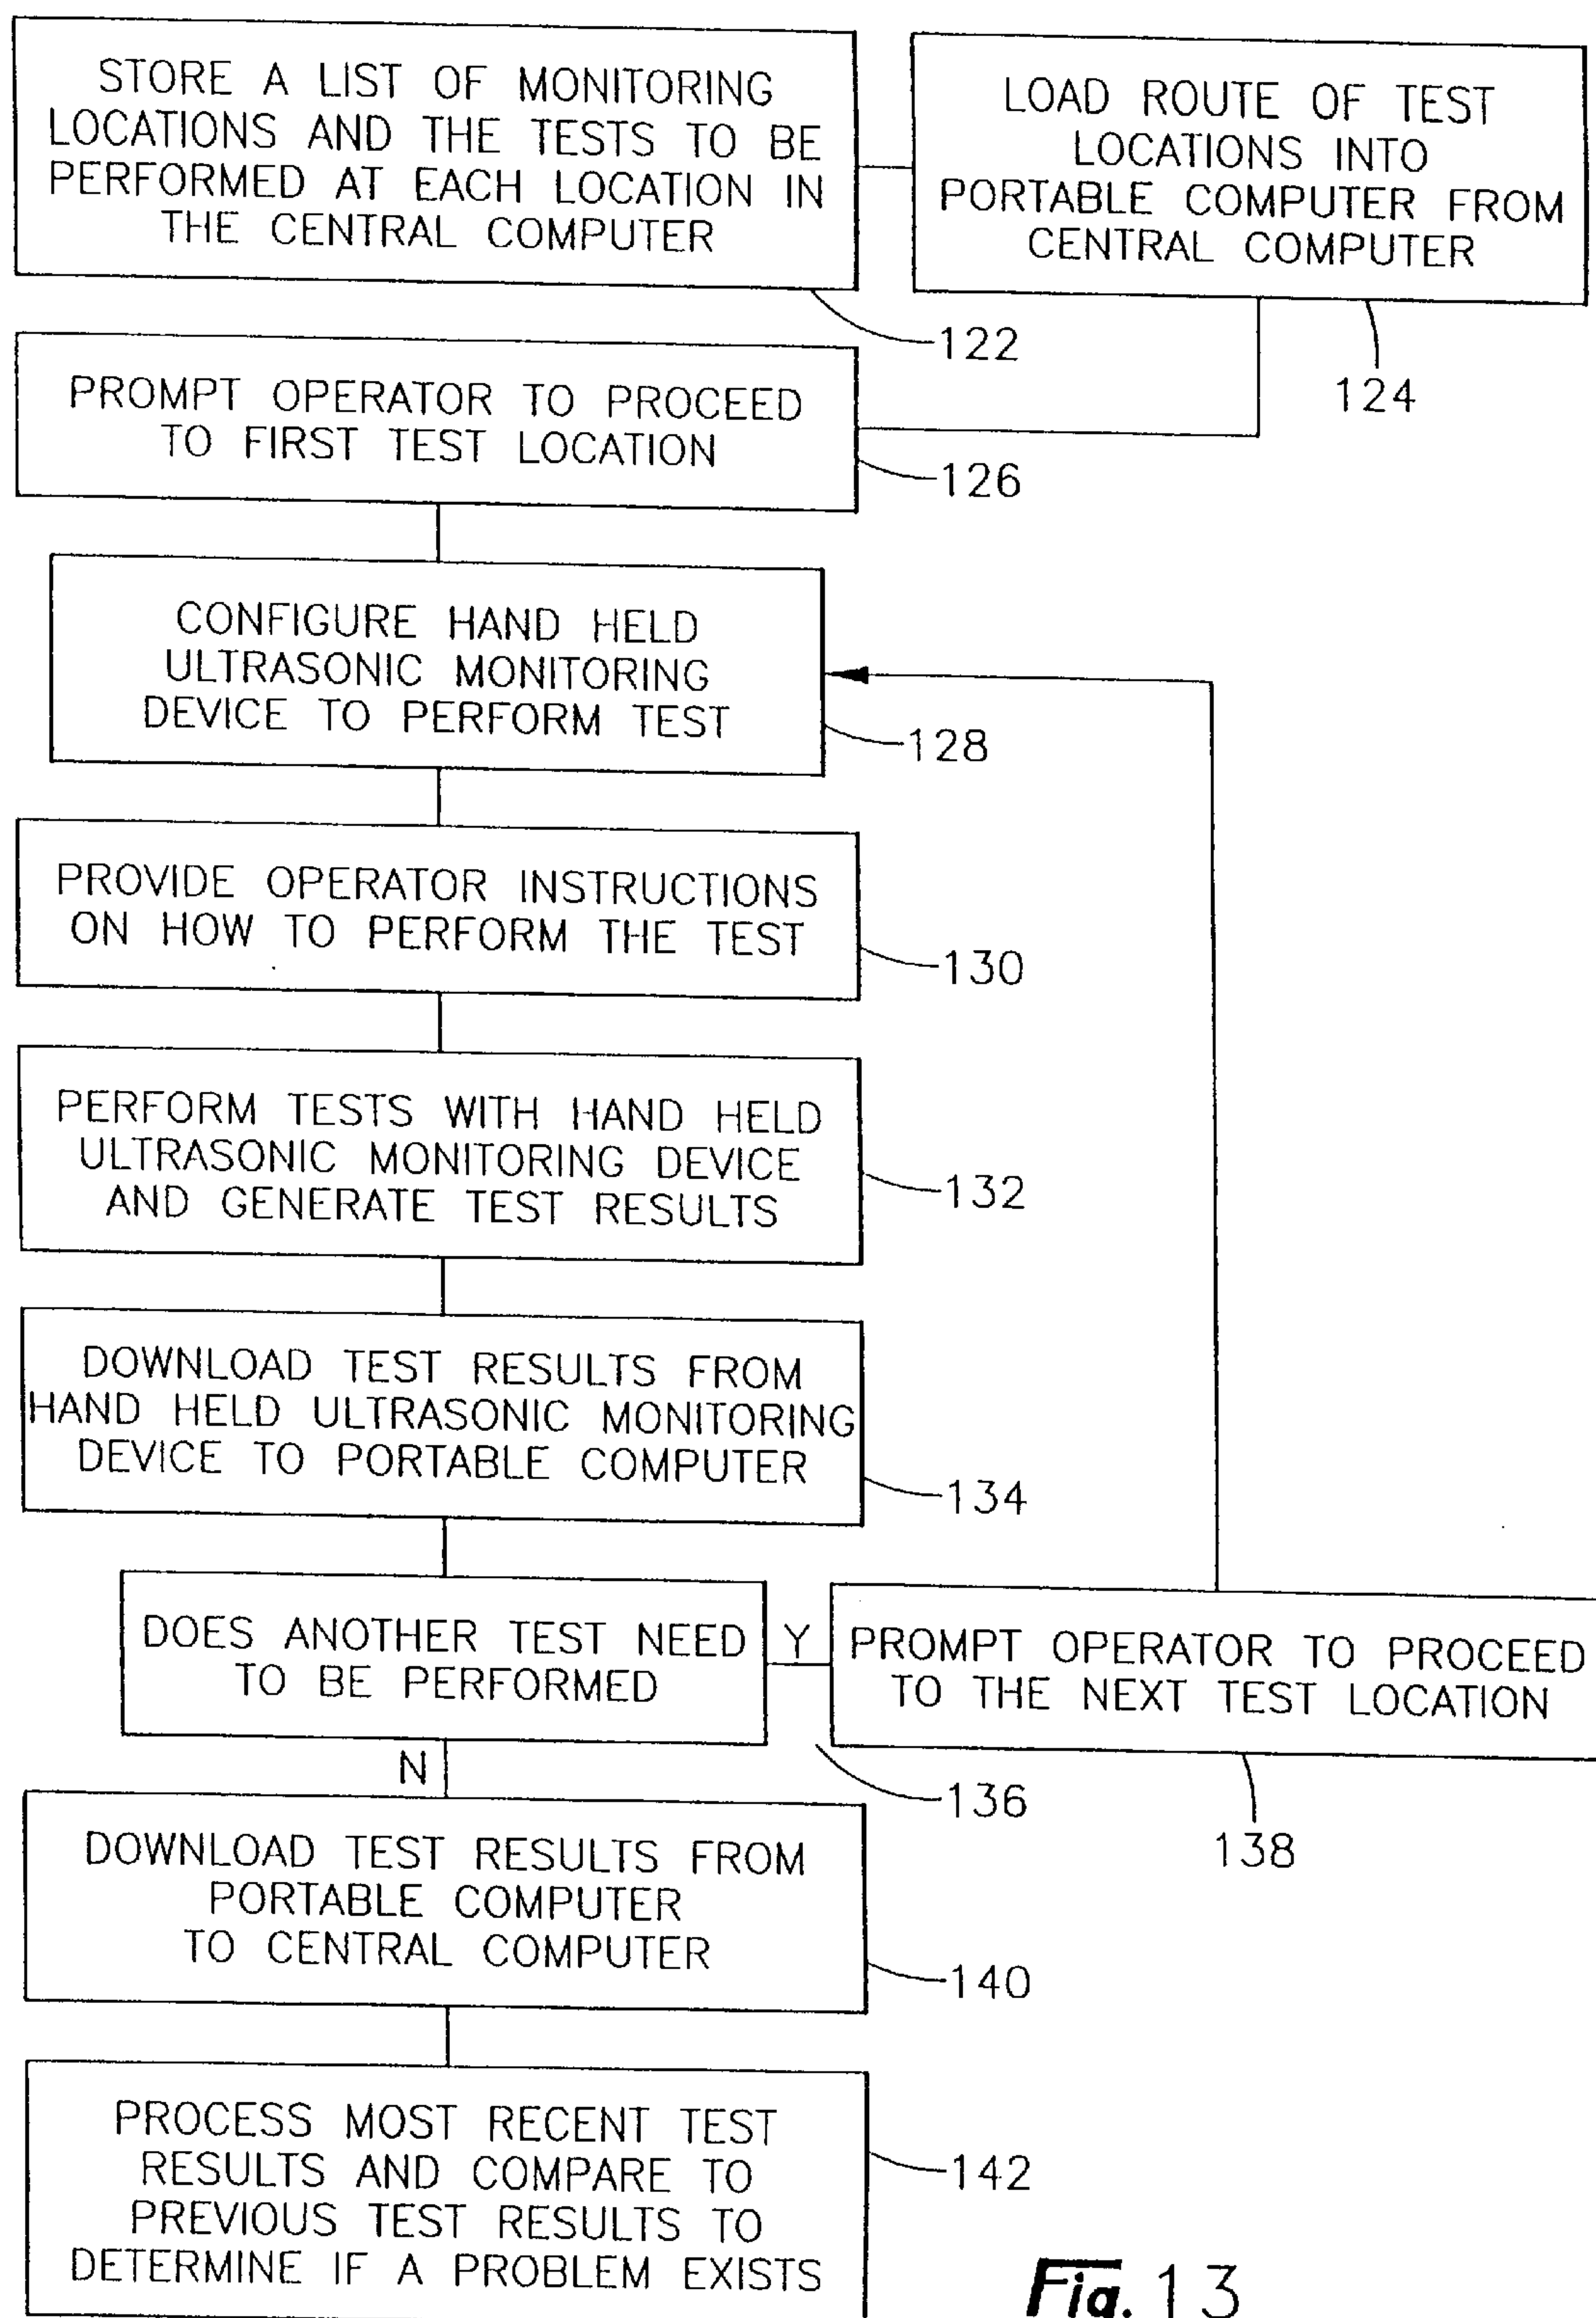 STORE A LIST OF MONITORING
LOCATIONS AND THE TESTS TO BE
PERFORMED AT EACH LOCATION IN
THE CENTRAL COMPUTER
122
LOAD ROUTE OF TEST
LOCATIONS INTO
PORTABLE COMPUTER FROM
CENTRAL COMPUTER
124
PROMPT OPERATOR TO PROCEED
TO FIRST TEST LOCATION
126
CONFIGURE HAND HELD
ULTRASONIC MONITORING
DEVICE TO PERFORM TEST
128
PROVIDE OPERATOR INSTRUCTIONS
ON HOW TO PERFORM THE TEST
130
PERFORM TESTS WITH HAND HELD
ULTRASONIC MONITORING DEVICE
AND GENERATE TEST RESULTS
132
DOWNLOAD TEST RESULTS FROM
HAND HELD ULTRASONIC MONITORING
DEVICE TO PORTABLE COMPUTER
134
DOES ANOTHER TEST NEED
TO BE PERFORMED
136
Y
PROMPT OPERATOR TO PROCEED
TO THE NEXT TEST LOCATION
138
N
DOWNLOAD TEST RESULTS FROM
PORTABLE COMPUTER
TO CENTRAL COMPUTER
140
PROCESS MOST RECENT TEST
RESULTS AND COMPARE TO
PREVIOUS TEST RESULTS TO
DETERMINE IF A PROBLEM EXISTS
142
Fig. 13